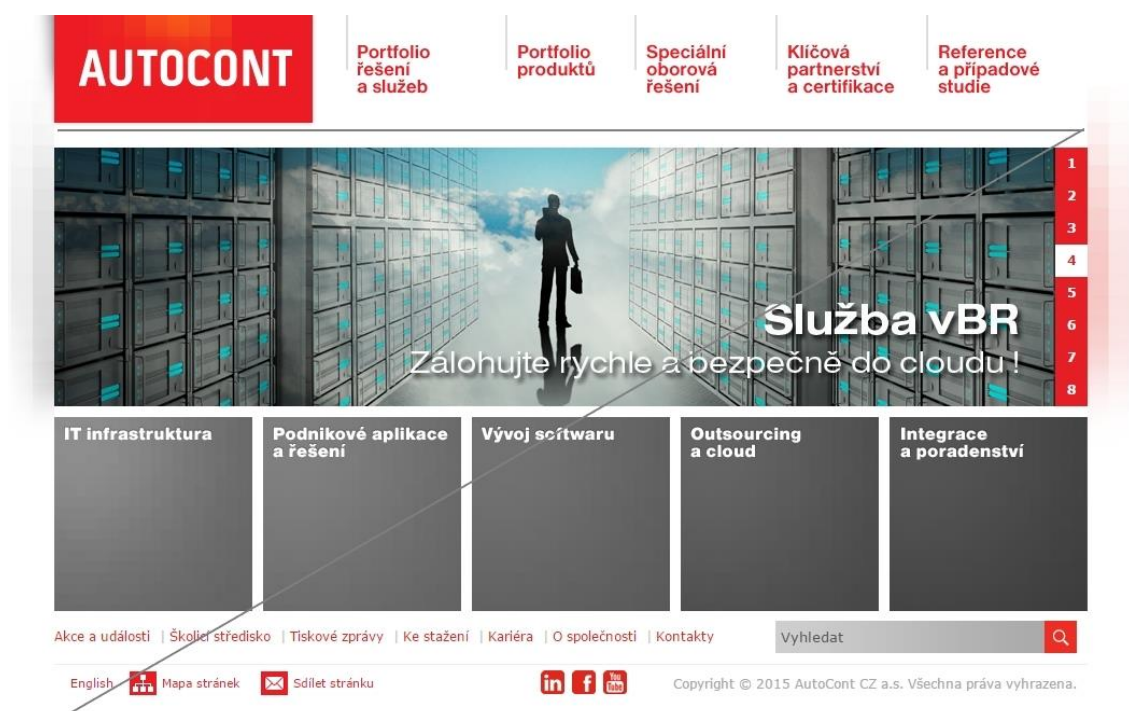 AUTOCONT
Portfolio
řešení
a služeb
Portfolio
produktů
Speciální
oborová
řešení
Klíčová
partnerství
a certifikace
Reference
a případové
studie
1
2
3
4
5
6
7
8
Služba vBR
Zálohujte rychle a bezpečně do cloudu !
IT infrastruktura
Podnikové aplikace
a řešení
Vývoj softwaru
Outsourcing
a cloud
Integrace
a poradenství
Akce a události | Školicí středisko | Tiskové zprávy | Ke stažení | Kariéra | O společnosti | Kontakty
Vyhledat
English Mapa stránek Sdílet stránku
in f You Tube
Copyright © 2015 AutoCont CZ a.s. Všechna práva vyhrazena.